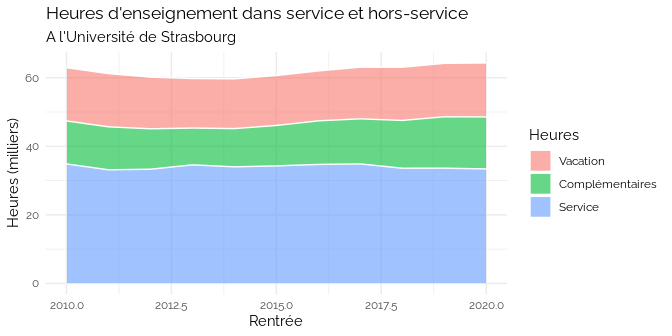 Heures d'enseignement dans service et hors-service
A l'Université de Strasbourg
Heures (milliers)
60
40
20
0
2010.0 2012.5 2015.0 2017.5 2020.0
Rentrée
Heures
Vacation
Complémentaires
Service